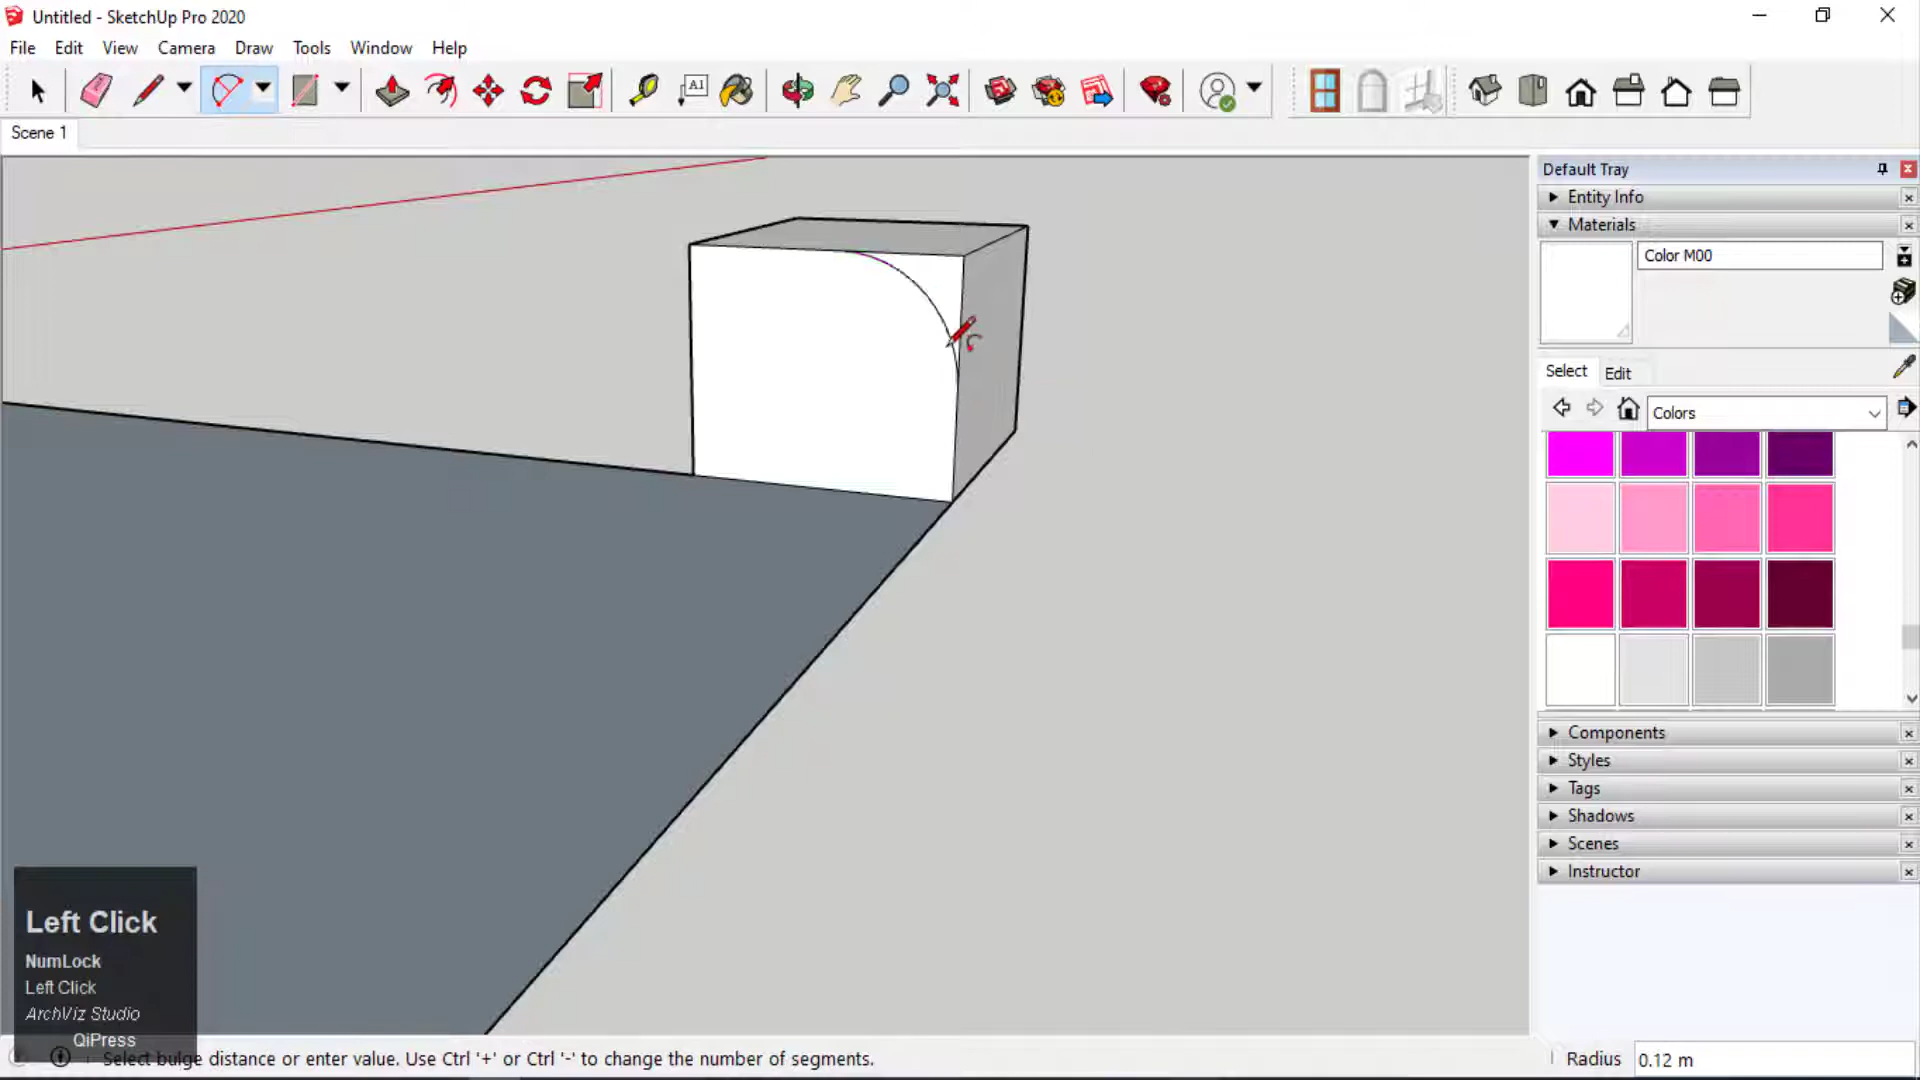 Untitled - SketchUp Pro 2020
File Edit View Camera Draw Tools Window Help
A1
Scene 1
Default Tray
Entity Info
Materials
Color M00
Select Edit
Colors
Components
Styles
Tags
Shadows
Scenes
Instructor
Left Click
NumLock
Left Click
ArchViz Studio
QiPress
Select bulge distance or enter value. Use Ctrl '+' or Ctrl '-' to change the number of segments.
Radius 0.12 m